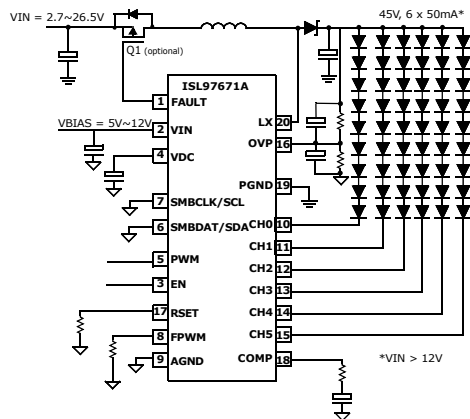 VIN = 2.7~26.5V
45V, 6 x 50mA*
Q1 (optional)
ISL97671A
1 FAULT
VBIAS = 5V~12V
2 VIN
4 VDC
7 SMBCLK/SCL
6 SMBDAT/SDA
5 PWM
3 EN
17 RSET
8 FPWM
9 AGND
LX 20
OVP 16
PGND 19
CH0 10
CH1 11
CH2 12
CH3 13
CH4 14
CH5 15
COMP 18
*VIN > 12V